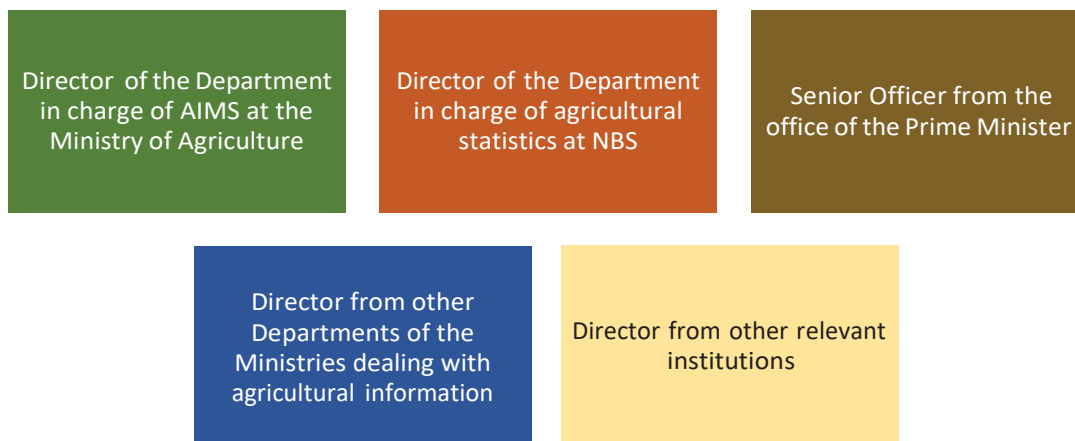 Director of the Department
in charge of AIMS at the
Ministry of Agriculture
Director of the Department
in charge of agricultural
statistics at NBS
Senior Officer from the
office of the Prime Minister
Director from other
Departments of the
Ministries dealing with
agricultural information
Director from other relevant
institutions